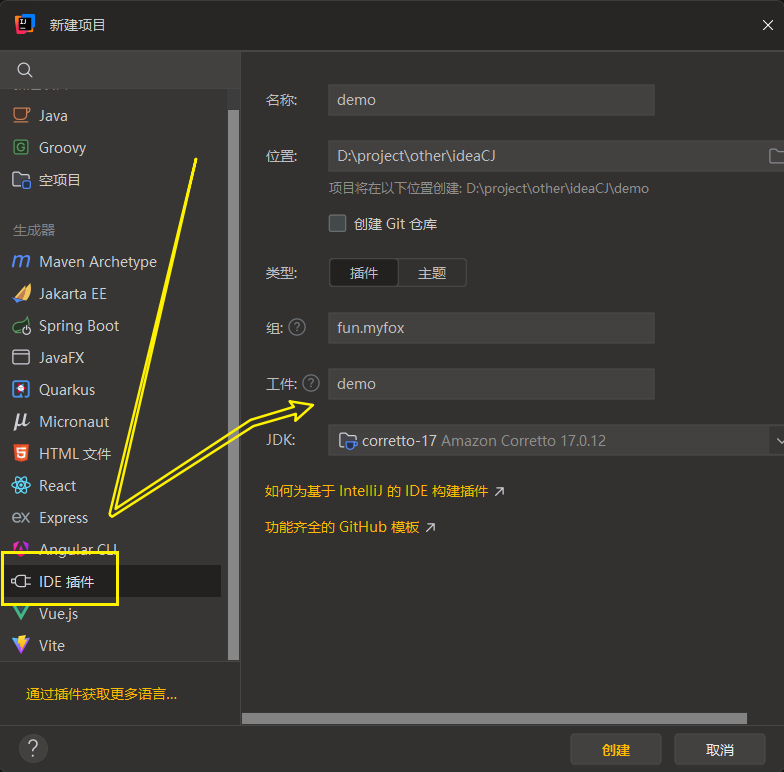 新建项目
Java
Groovy
空项目
生成器
Maven Archetype
Jakarta EE
Spring Boot
JavaFX
Quarkus
Micronaut
HTML 文件
React
Express
Angular CLI
IDE 插件
Vue.js
Vite
通过插件获取更多语言...
名称: demo
位置: D:\project\other\ideaCJ
项目将在以下位置创建: D:\project\other\ideaCJ\demo
创建 Git 仓库
类型: 插件 主题
组: ? fun.myfox
工件: ? demo
JDK: corretto-17 Amazon Corretto 17.0.12
如何为基于 IntelliJ 的 IDE 构建插件 ↗
功能齐全的 GitHub 模板 ↗
? 创建 取消